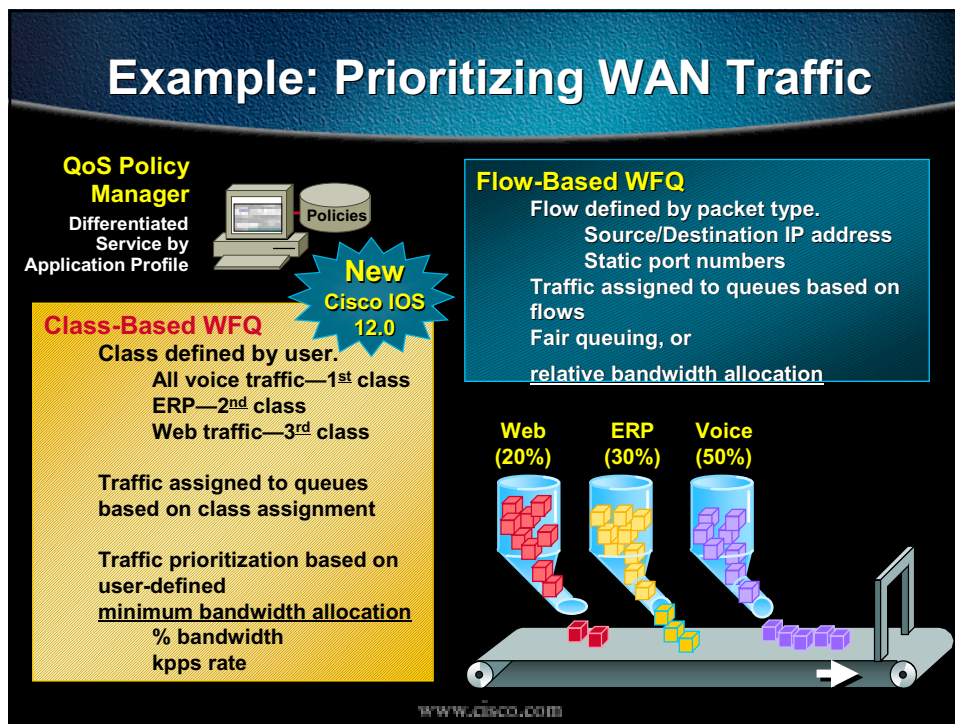 Example: Prioritizing WAN Traffic
QoS Policy
Manager
Differentiated
Service by
Application Profile
Policies
New
Cisco IOS
12.0
Class-Based WFQ
Class defined by user.
All voice traffic—1st class
ERP—2nd class
Web traffic—3rd class
Traffic assigned to queues
based on class assignment
Traffic prioritization based on
user-defined
minimum bandwidth allocation
% bandwidth
kpps rate
Flow-Based WFQ
Flow defined by packet type.
Source/Destination IP address
Static port numbers
Traffic assigned to queues based on
flows
Fair queuing, or
relative bandwidth allocation
Web
(20%)
ERP
(30%)
Voice
(50%)
www.cisco.com